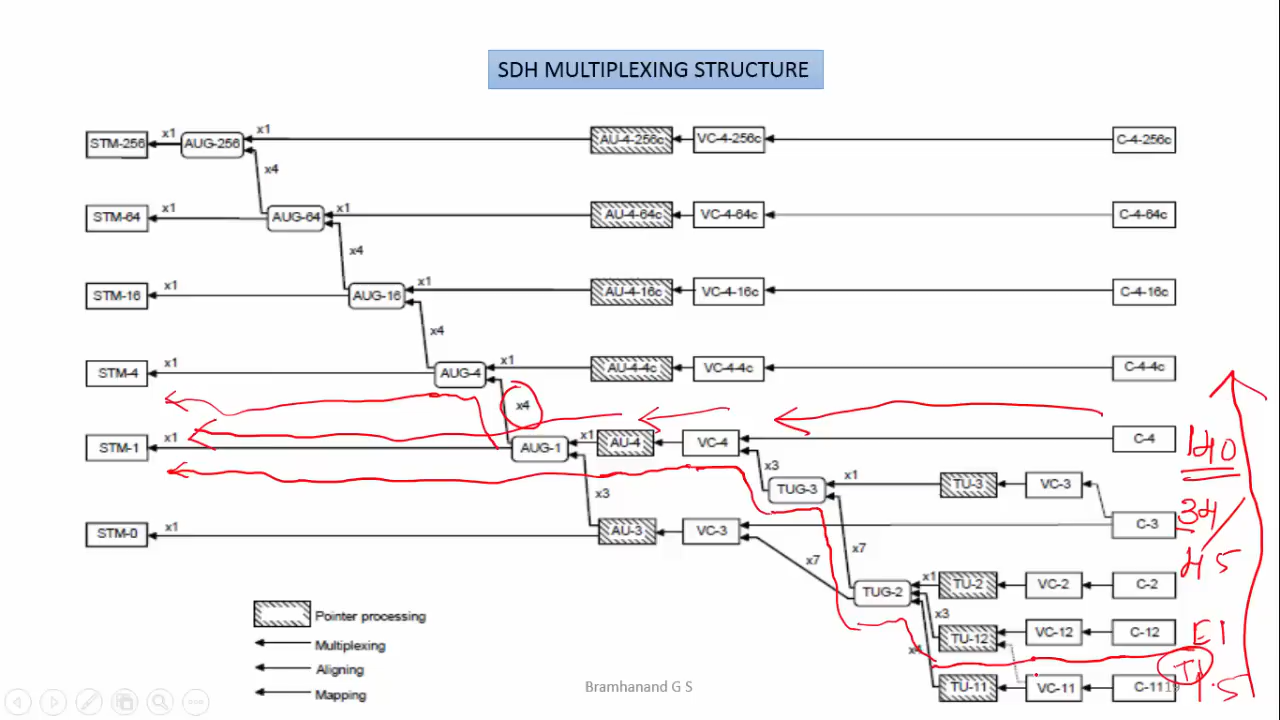 SDH MULTIPLEXING STRUCTURE
STM-256 x1 AUG-256 x1 AU-4-256c VC-4-256c C-4-256c
x4
STM-64 x1 AUG-64 x1 AU-4-64c VC-4-64c C-4-64c
x4
STM-16 x1 AUG-16 x1 AU-4-16c VC-4-16c C-4-16c
x4
STM-4 x1 AUG-4 x1 AU-4-4c VC-4-4c C-4-4c
x4
STM-1 x1 AUG-1 x1 AU-4 VC-4 C-4 140
x3
TUG-3 x1 TU-3 VC-3
x3
STM-0 x1 AU-3 VC-3 C-3 34/
45
x7 x7
TUG-2 x1 TU-2 VC-2 C-2
x3
TU-12 VC-12 C-12 E1
x4
T1
TU-11 VC-11 C-11 1.5
Pointer processing
Multiplexing
Aligning
Mapping
Bramhanand G S
19